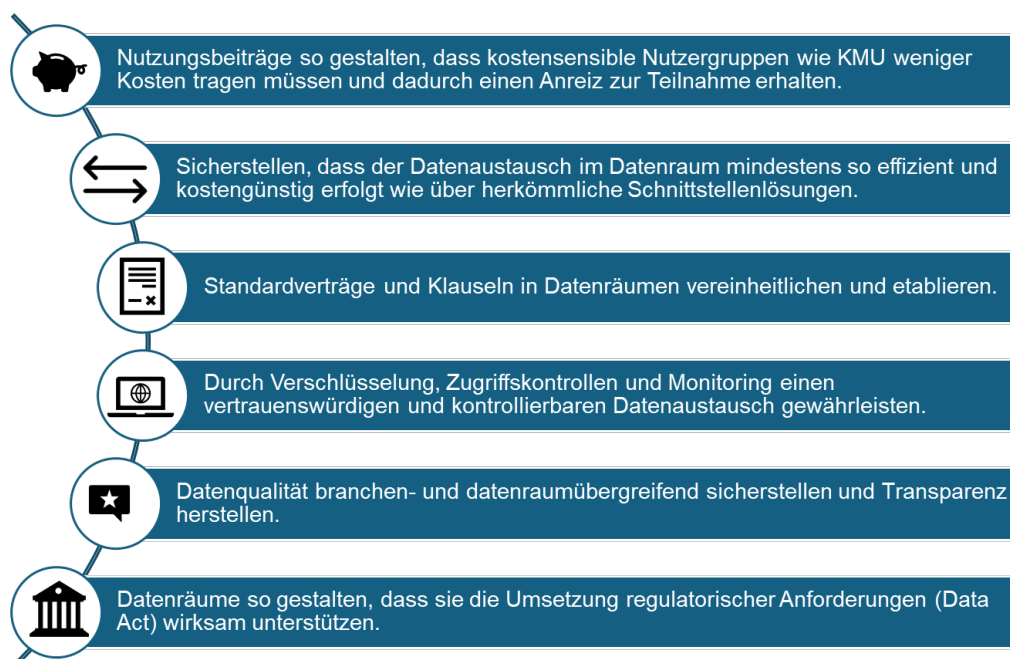 Nutzungsbeiträge so gestalten, dass kostensensible Nutzergruppen wie KMU weniger
Kosten tragen müssen und dadurch einen Anreiz zur Teilnahme erhalten.
Sicherstellen, dass der Datenaustausch im Datenraum mindestens so effizient und
kostengünstig erfolgt wie über herkömmliche Schnittstellenlösungen.
Standardverträge und Klauseln in Datenräumen vereinheitlichen und etablieren.
Durch Verschlüsselung, Zugriffskontrollen und Monitoring einen
vertrauenswürdigen und kontrollierbaren Datenaustausch gewährleisten.
Datenqualität branchen- und datenraumübergreifend sicherstellen und Transparenz
herstellen.
Datenräume so gestalten, dass sie die Umsetzung regulatorischer Anforderungen (Data
Act) wirksam unterstützen.